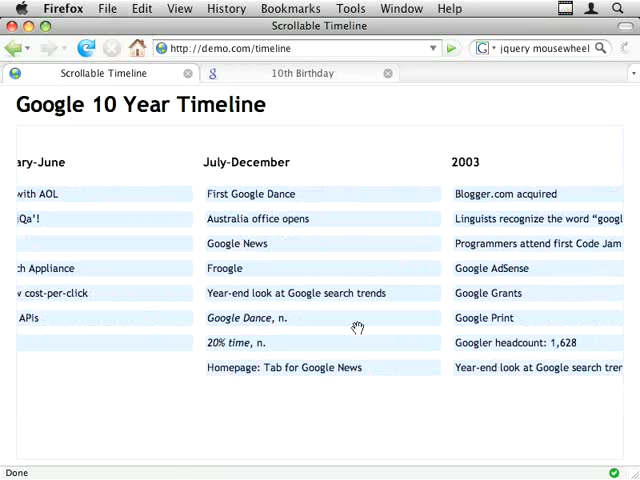 Firefox File Edit View History Bookmarks Tools Window Help
Scrollable Timeline
http://demo.com/timeline
jquery mousewheel
Scrollable Timeline
10th Birthday
Google 10 Year Timeline
ary-June
with AOL
Qa'!
ch Appliance
w cost-per-click
APIs
July-December
First Google Dance
Australia office opens
Google News
Froogle
Year-end look at Google search trends
Google Dance, n.
20% time, n.
Homepage: Tab for Google News
2003
Blogger.com acquired
Linguists recognize the word “googl
Programmers attend first Code Jam
Google AdSense
Google Grants
Google Print
Googler headcount: 1,628
Year-end look at Google search tren
Done